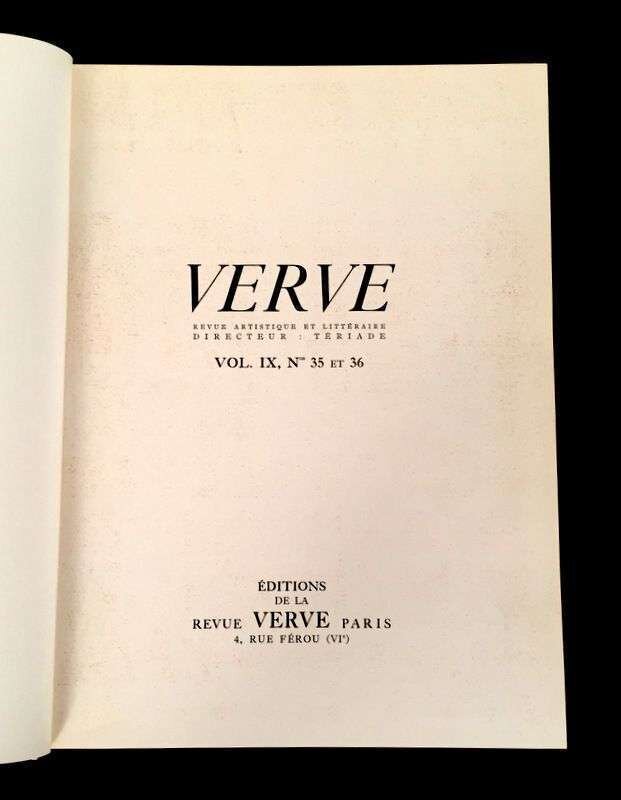 VERVE
REVUE ARTISTIQUE ET LITTÉRAIRE
DIRECTEUR : TÉRIADE
VOL. IX, Nos 35 ET 36
ÉDITIONS
DE LA
REVUE VERVE PARIS
4, RUE FÉROU (VIe)